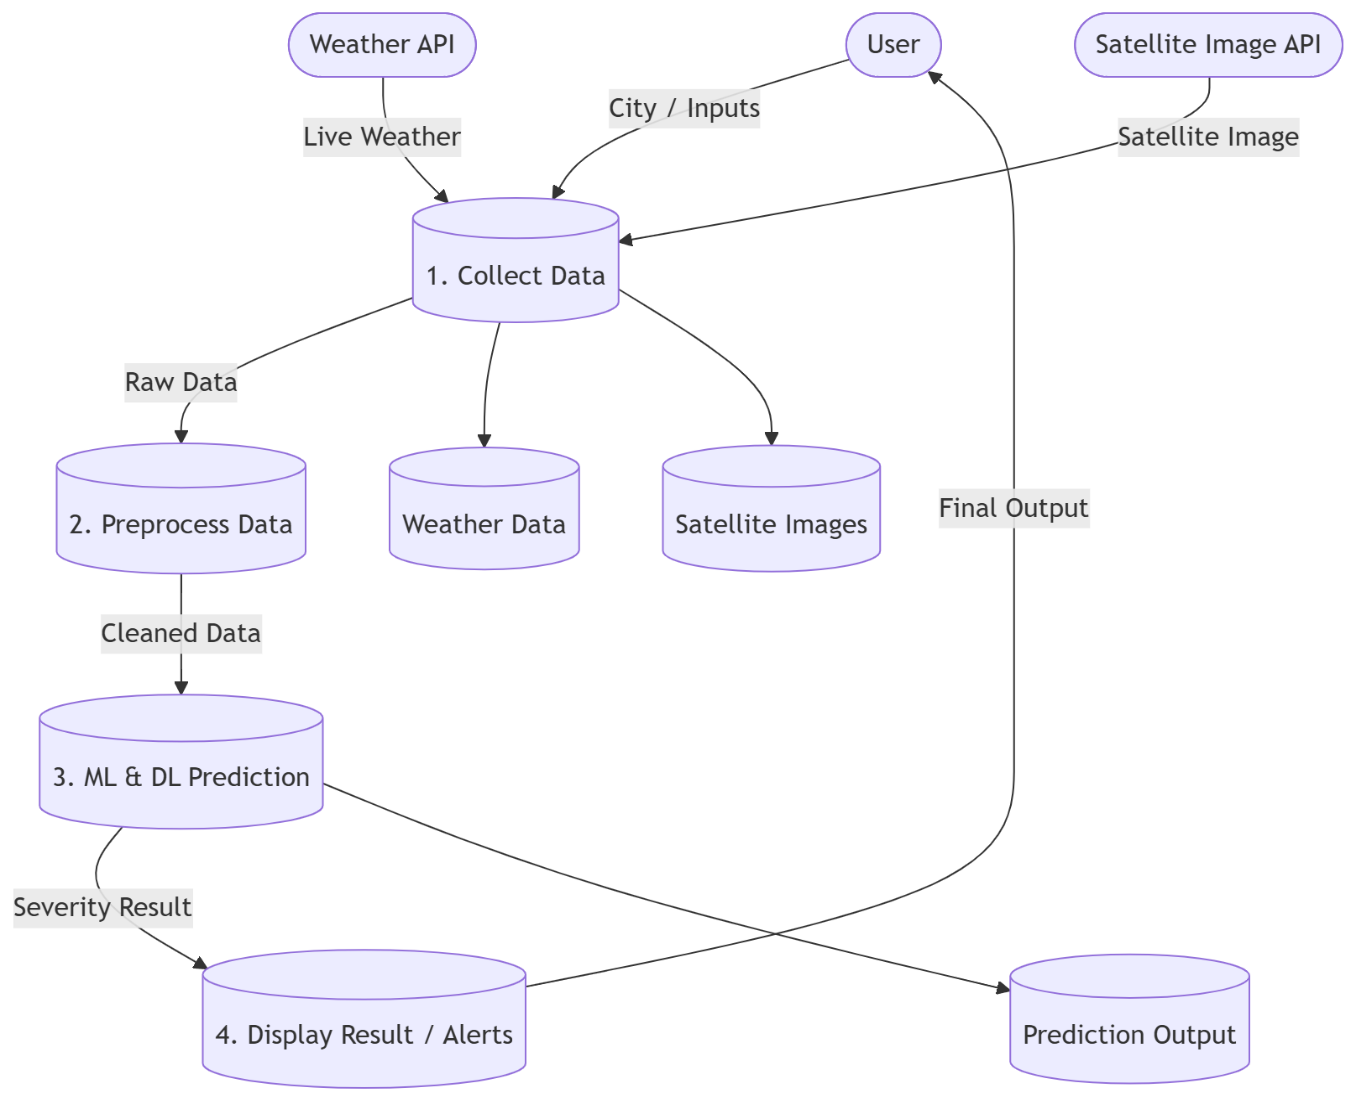 Weather API
User
Satellite Image API
City / Inputs
Live Weather
Satellite Image
1. Collect Data
Raw Data
2. Preprocess Data
Weather Data
Satellite Images
Final Output
Cleaned Data
3. ML & DL Prediction
Severity Result
4. Display Result / Alerts
Prediction Output